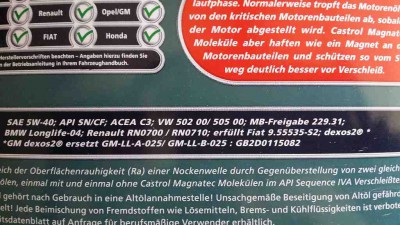 Renault
Opel/GM
FIAT
Honda
Herstellervorschriften beachten – Angaben hierzu finden Sie
der Betriebsanleitung in Ihrem Fahrzeughandbuch.
laufphase. Normalerweise tropft das Motorenöl
von den kritischen Motorenbauteilen ab, sobald
der Motor abgestellt wird. Castrol Magnatec
Moleküle aber haften wie ein Magnet an den
Motorenbauteilen und schützen so vom S
weg deutlich besser vor Verschleiß.
SAE 5W-40; API SN/CF; ACEA C3; VW 502 00/ 505 00; MB-Freigabe 229.31;
BMW Longlife-04; Renault RN0700 / RN0710; erfüllt Fiat 9.55535-S2; dexos2® *
*GM dexos2® ersetzt GM-LL-A-025/ GM-LL-B-025 : GB2D0115082
eich der Oberflächenrauhigkeit (Ra) einer Nockenwelle durch Gegenüberstellung von zwei gleich
ölen, einmal mit und einmal ohne Castrol Magnatec Molekülen im API Sequence IVA Verschleißte
l gehört nach Gebrauch in eine Altölannahmestelle! Unsachgemäße Beseitigung von Altöl gefähr
elt! Jede Beimischung von Fremdstoffen wie Lösemitteln, Brems- und Kühlflüssigkeiten ist verbote
itsdatenblatt auf Anfrage für berufsmäßige Verwender erhältlich.